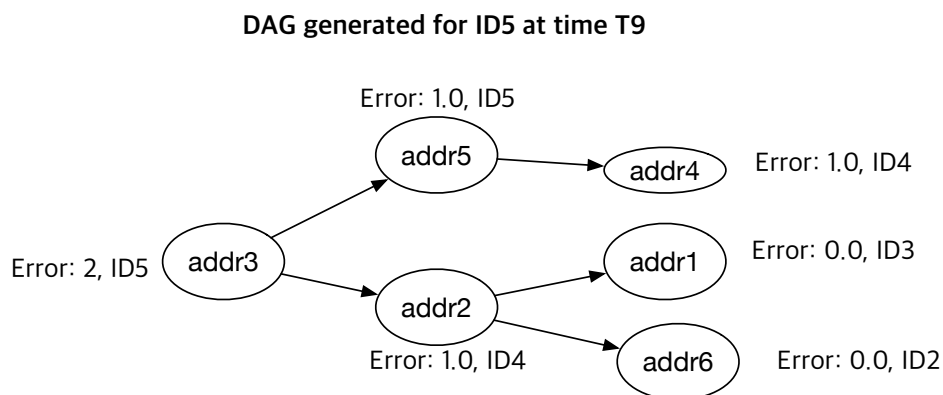 DAG generated for ID5 at time T9
Error: 1.0, ID5
addr5
addr4
Error: 1.0, ID4
Error: 2, ID5
addr3
addr1
Error: 0.0, ID3
addr2
Error: 1.0, ID4
addr6
Error: 0.0, ID2